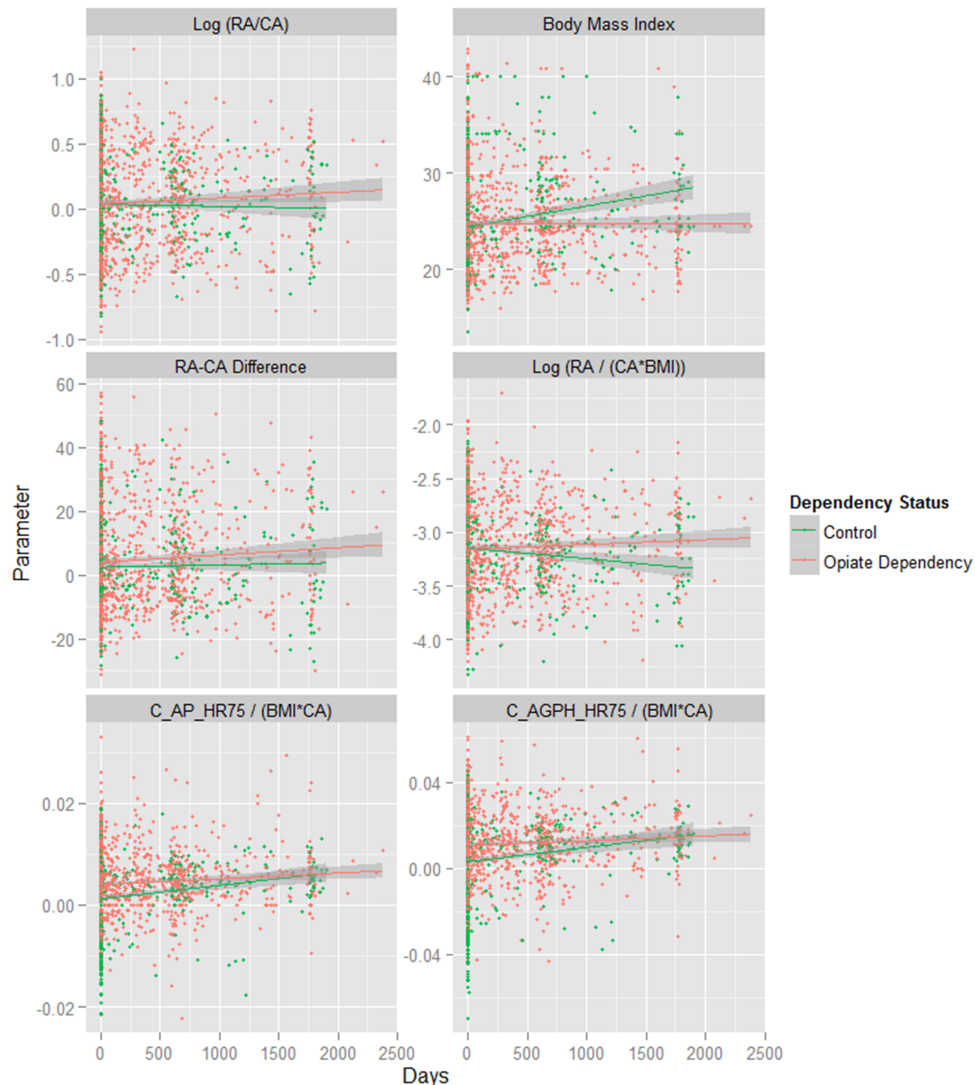 Log (RA/CA)
Body Mass Index
1.0
0.5
0.0
-0.5
-1.0
40
30
20
RA-CA Difference
Log (RA / (CA*BMI))
60
40
20
0
-20
-2.0
-2.5
-3.0
-3.5
-4.0
Parameter
Dependency Status
Control
Opiate Dependency
C_AP_HR75 / (BMI*CA)
C_AGPH_HR75 / (BMI*CA)
0.02
0.00
-0.02
0.04
0.00
-0.04
0 500 1000 1500 2000 2500
0 500 1000 1500 2000 2500
Days